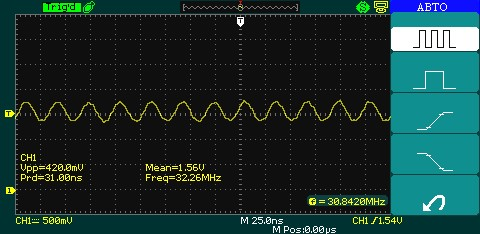 Trig'd
АВТО
CH1
Vpp=420.0mV Mean=1.56V
Prd=31.00ns Freq=32.26MHz
f = 30.8420MHz
CH1 500mV M 25.0ns CH1 1.54V
M Pos:0.00µs